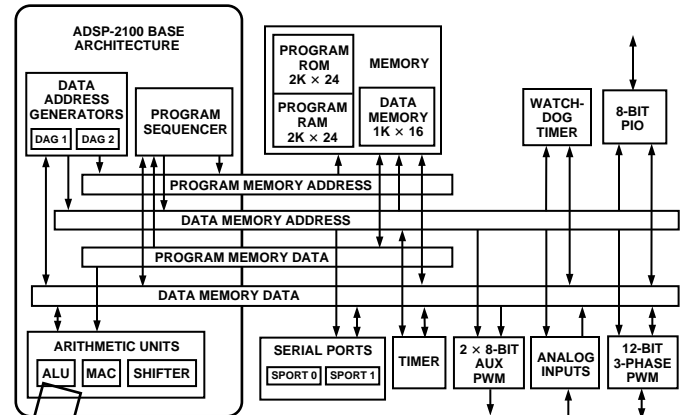 ADSP-2100 BASE
ARCHITECTURE
DATA
ADDRESS
GENERATORS
DAG 1
DAG 2
PROGRAM
SEQUENCER
PROGRAM
ROM
2K × 24
PROGRAM
RAM
2K × 24
MEMORY
DATA
MEMORY
1K × 16
WATCH-
DOG
TIMER
8-BIT
PIO
PROGRAM MEMORY ADDRESS
DATA MEMORY ADDRESS
PROGRAM MEMORY DATA
DATA MEMORY DATA
ARITHMETIC UNITS
ALU
MAC
SHIFTER
SERIAL PORTS
SPORT 0
SPORT 1
TIMER
2 × 8-BIT
AUX
PWM
ANALOG
INPUTS
12-BIT
3-PHASE
PWM